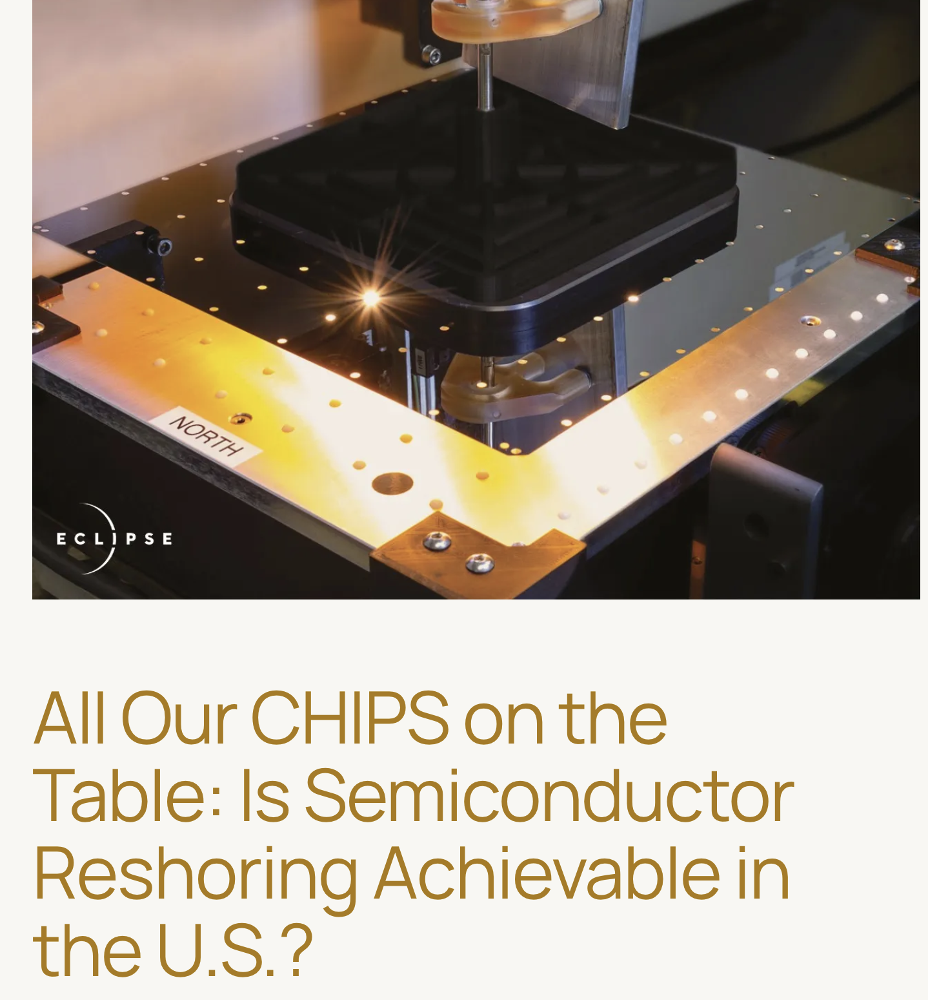 NORTH
ECLIPSE
All Our CHIPS on the
Table: Is Semiconductor
Reshoring Achievable in
the U.S.?